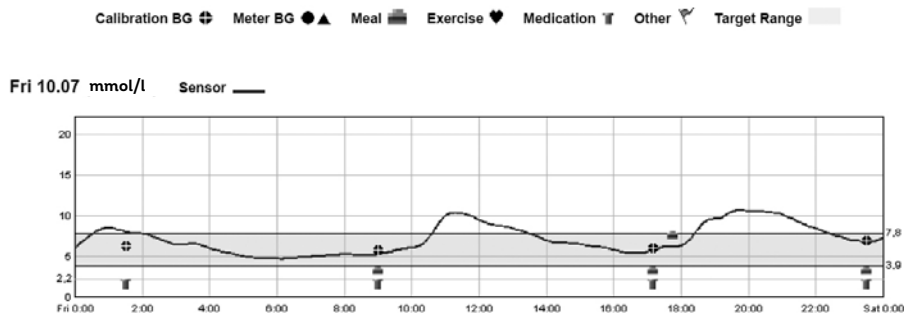 Calibration BG Meter BG Meal Exercise Medication Other Target Range
Fri 10.07 mmol/l Sensor
20
15
10
7,8
5
3,9
2,2
0
Fri 0:00 2:00 4:00 6:00 8:00 10:00 12:00 14:00 16:00 18:00 20:00 22:00 Sat 0:00